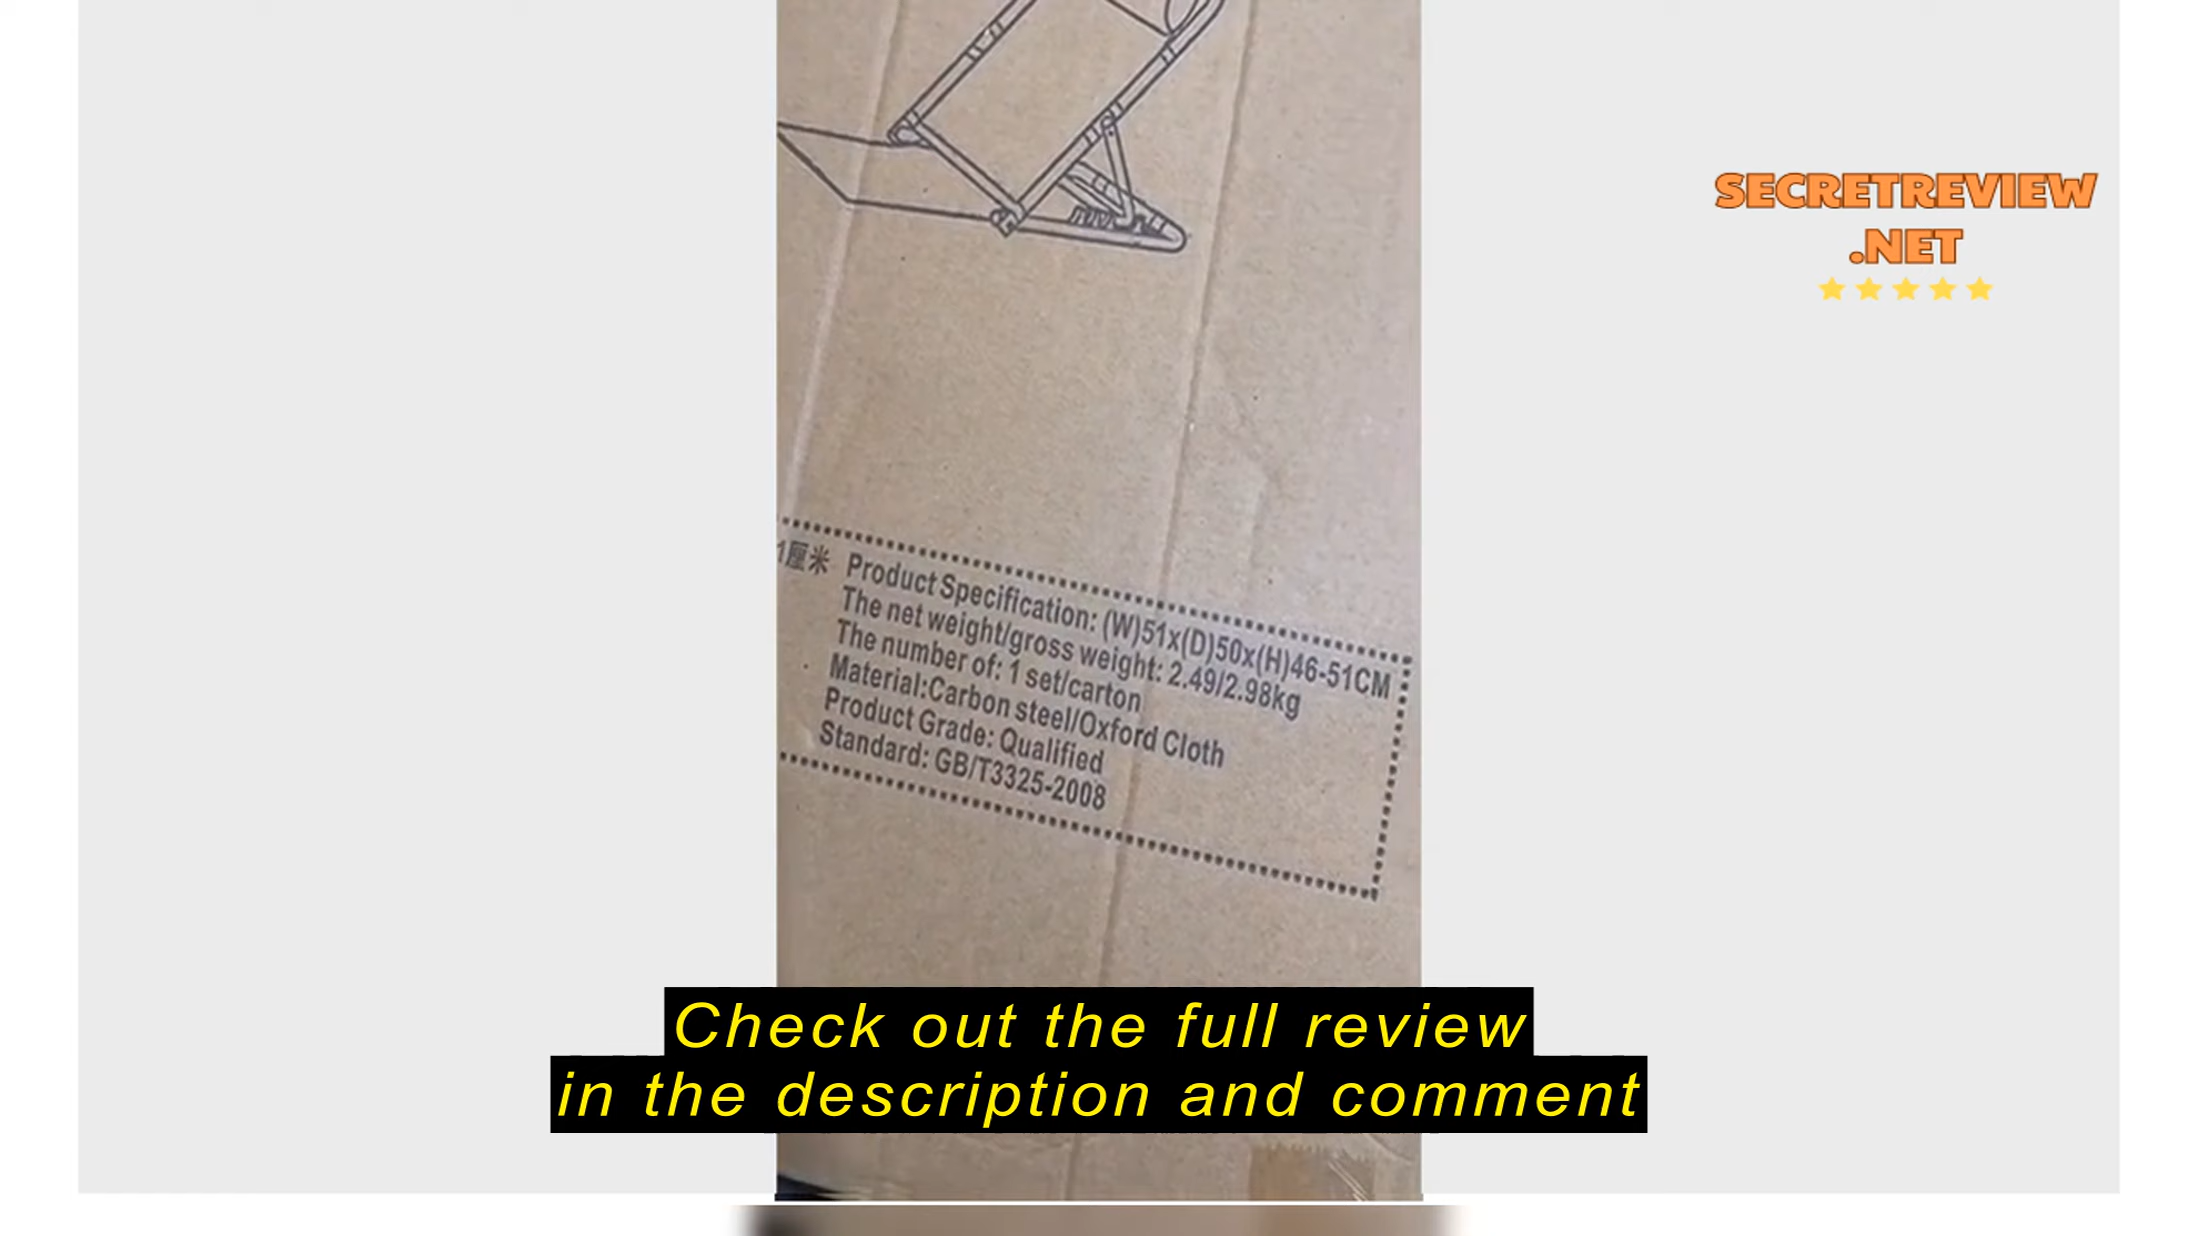 SECRETREVIEW
.NET
1厘米
Product Specification: (W)51x(D)50x(H)46-51CM
The net weight/gross weight: 2.49/2.98kg
The number of: 1 set/carton
Material:Carbon steel/Oxford Cloth
Product Grade: Qualified
Standard: GB/T3325-2008
Check out the full review
in the description and comment